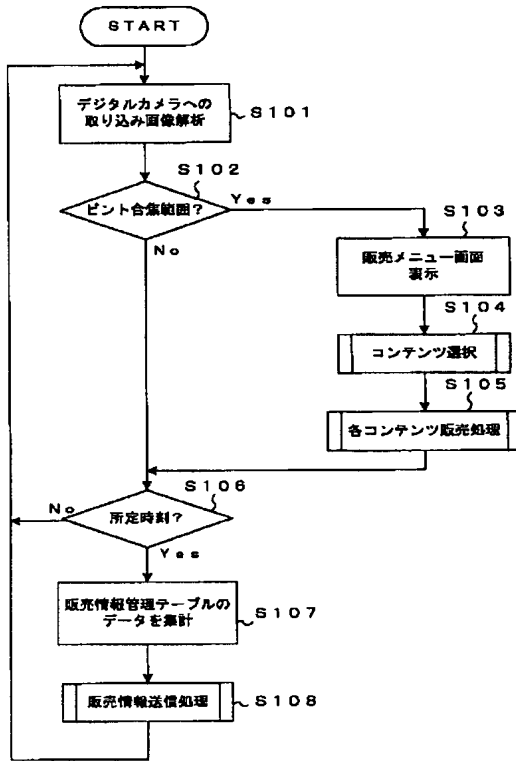 START
デジタルカメラへの
取り込み画像解析
S101
S102
ピント合焦範囲?
Yes
No
S103
販売メニュー画面
表示
S104
コンテンツ選択
S105
各コンテンツ販売処理
S106
所定時刻?
No
Yes
販売情報管理テーブルの
データを集計
S107
販売情報送信処理
S108